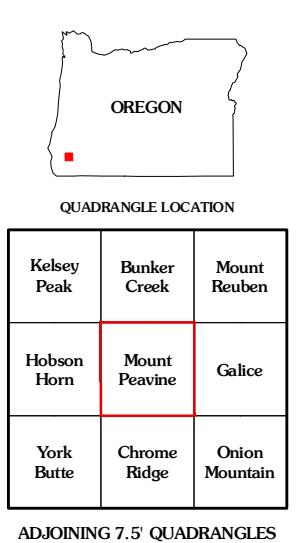 OREGON
QUADRANGLE LOCATION
Kelsey
Peak
Bunker
Creek
Mount
Reuben
Hobson
Horn
Mount
Peavine
Galice
York
Butte
Chrome
Ridge
Onion
Mountain
ADJOINING 7.5' QUADRANGLES